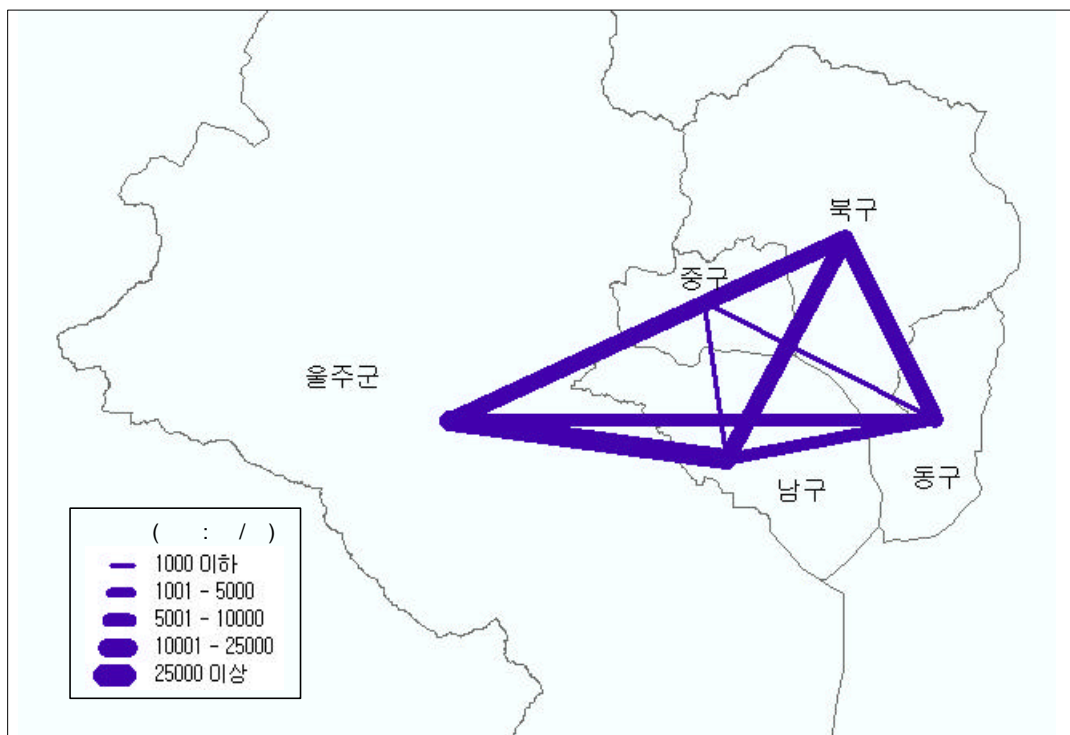 북구
중구
울주군
남구
동구
( : / )
1000 이하
1001 - 5000
5001 - 10000
10001 - 25000
25000 이상